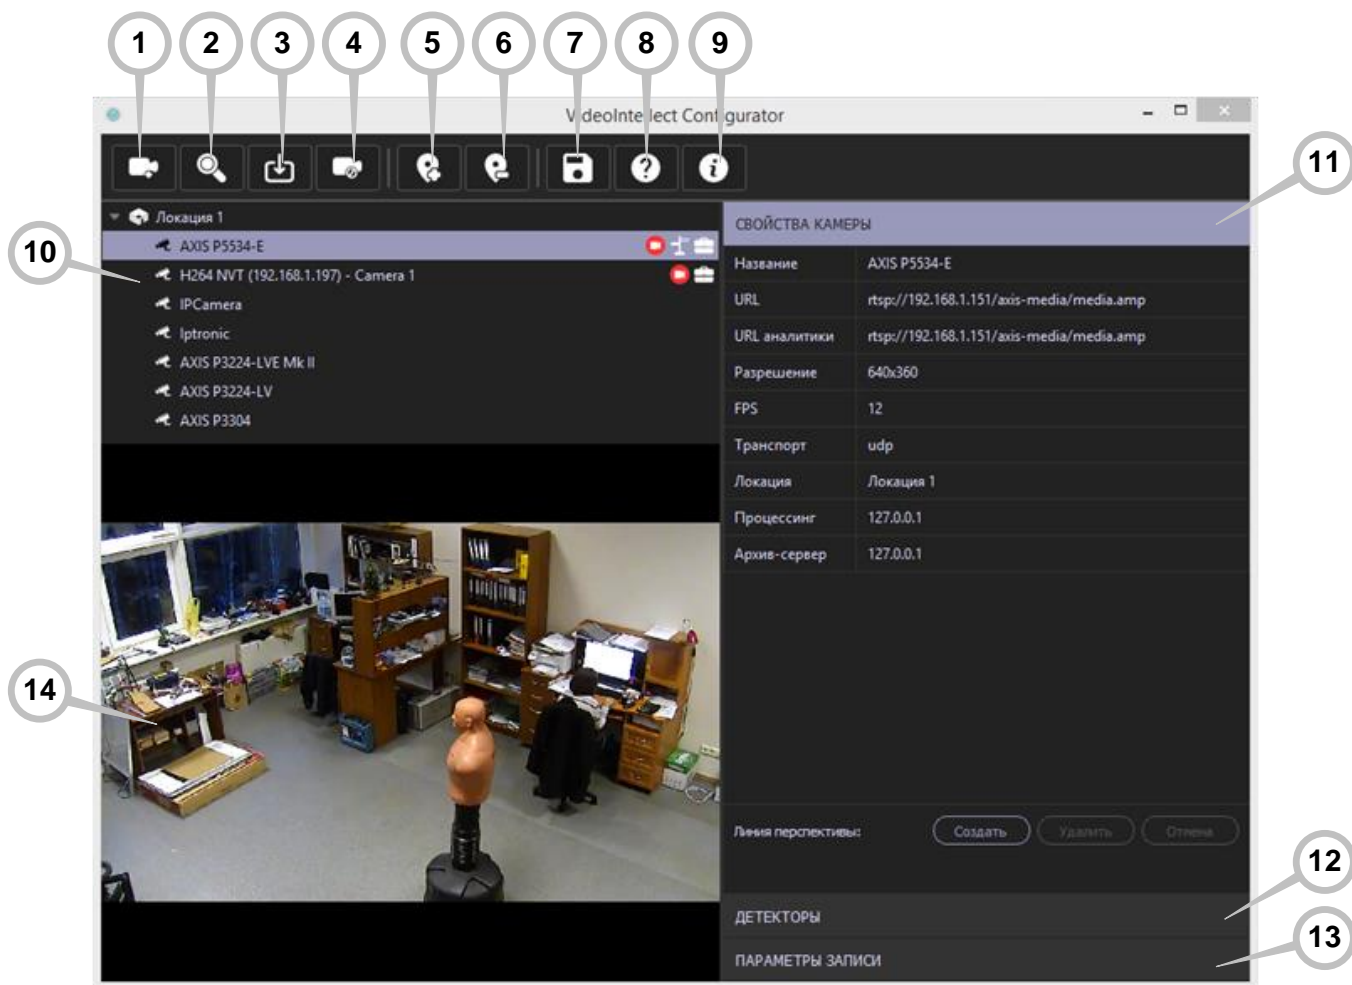 1 2 3 4 5 6 7 8 9
VideoIntellect Configurator
11
Локация 1
СВОЙСТВА КАМЕРЫ
10
AXIS P5534-E
H264 NVT (192.168.1.197) - Camera 1
IPCamera
Iptronic
AXIS P3224-LVE Mk II
AXIS P3224-LV
AXIS P3304
Название AXIS P5534-E
URL rtsp://192.168.1.151/axis-media/media.amp
URL аналитики rtsp://192.168.1.151/axis-media/media.amp
Разрешение 640x360
FPS 12
Транспорт udp
Локация Локация 1
Процессинг 127.0.0.1
Архив-сервер 127.0.0.1
14
Линия перспективы: Создать Удалить Отмена
12
ДЕТЕКТОРЫ
13
ПАРАМЕТРЫ ЗАПИСИ